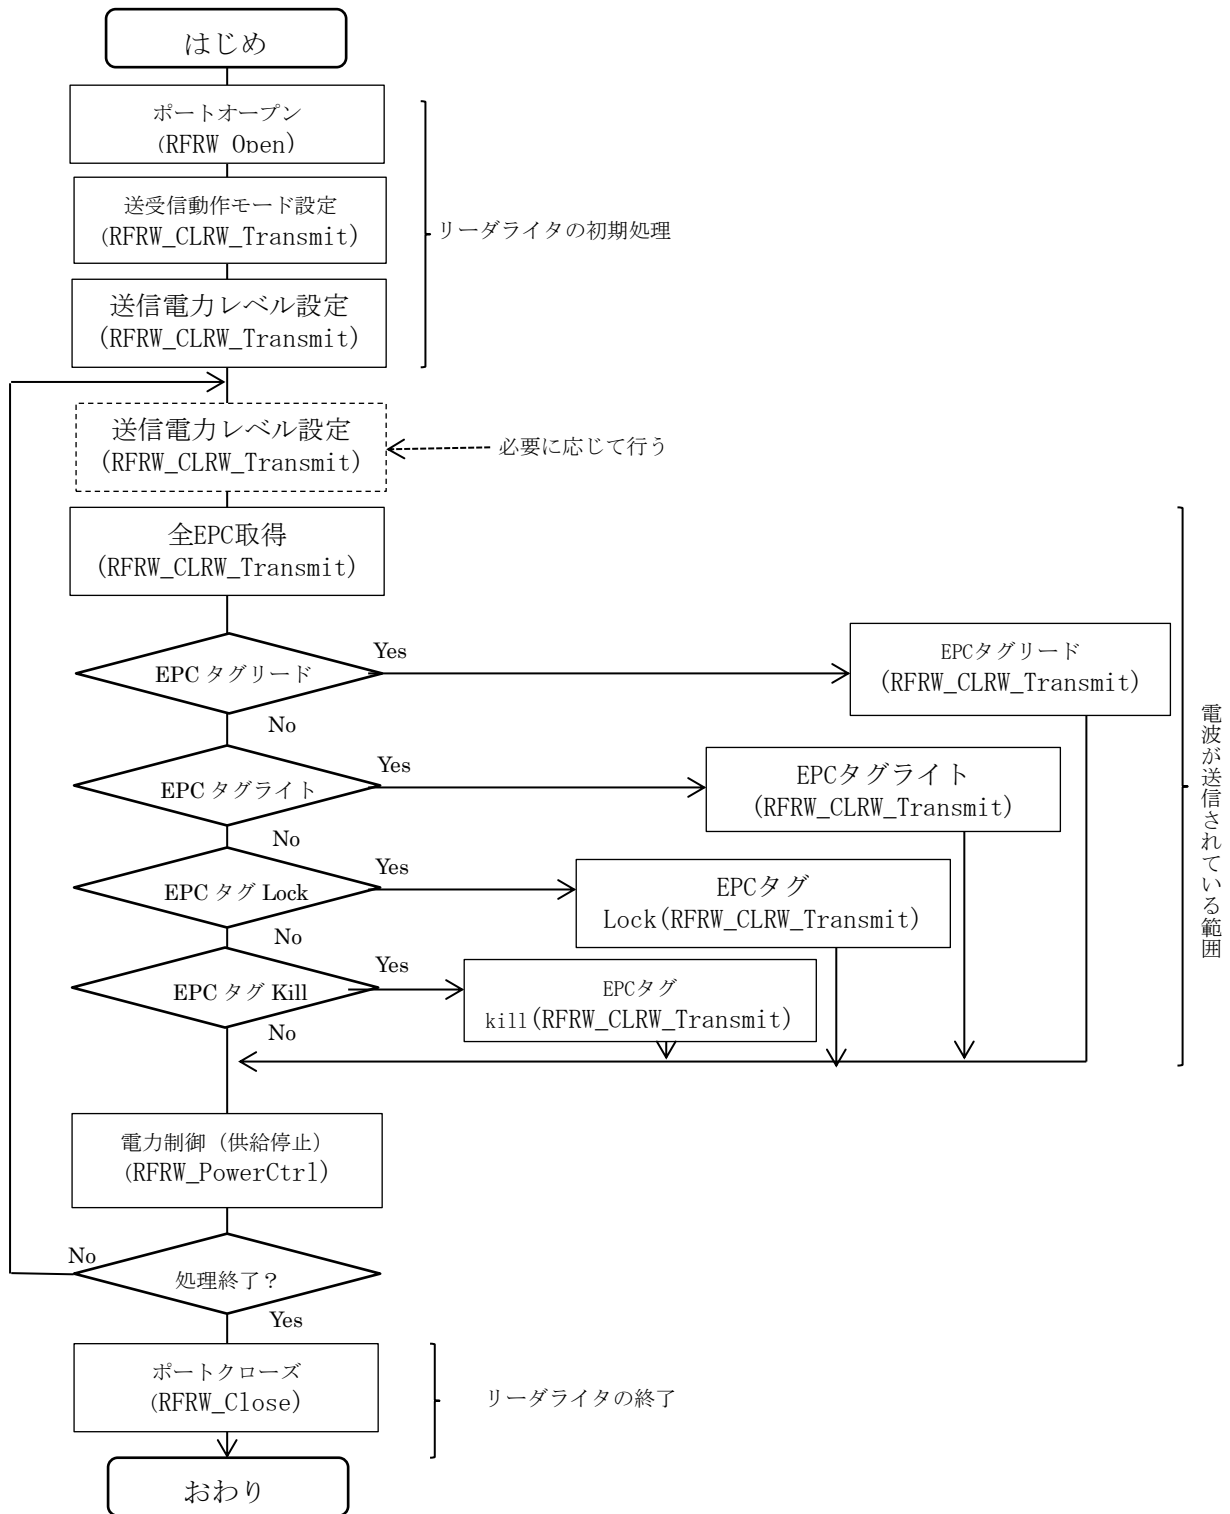 はじめ
ポートオープン
(RFRW_Open)
送受信動作モード設定
(RFRW_CLRW_Transmit)
リーダライタの初期処理
送信電力レベル設定
(RFRW_CLRW_Transmit)
送信電力レベル設定
(RFRW_CLRW_Transmit)
必要に応じて行う
全EPC取得
(RFRW_CLRW_Transmit)
EPC タグリード
Yes
EPCタグリード
(RFRW_CLRW_Transmit)
No
電波が送信されている範囲
EPC タグライト
Yes
EPCタグライト
(RFRW_CLRW_Transmit)
No
EPC タグ Lock
Yes
EPCタグ
Lock(RFRW_CLRW_Transmit)
No
EPC タグ Kill
Yes
EPCタグ
kill(RFRW_CLRW_Transmit)
No
電力制御（供給停止）
(RFRW_PowerCtrl)
No
処理終了？
Yes
ポートクローズ
(RFRW_Close)
リーダライタの終了
おわり